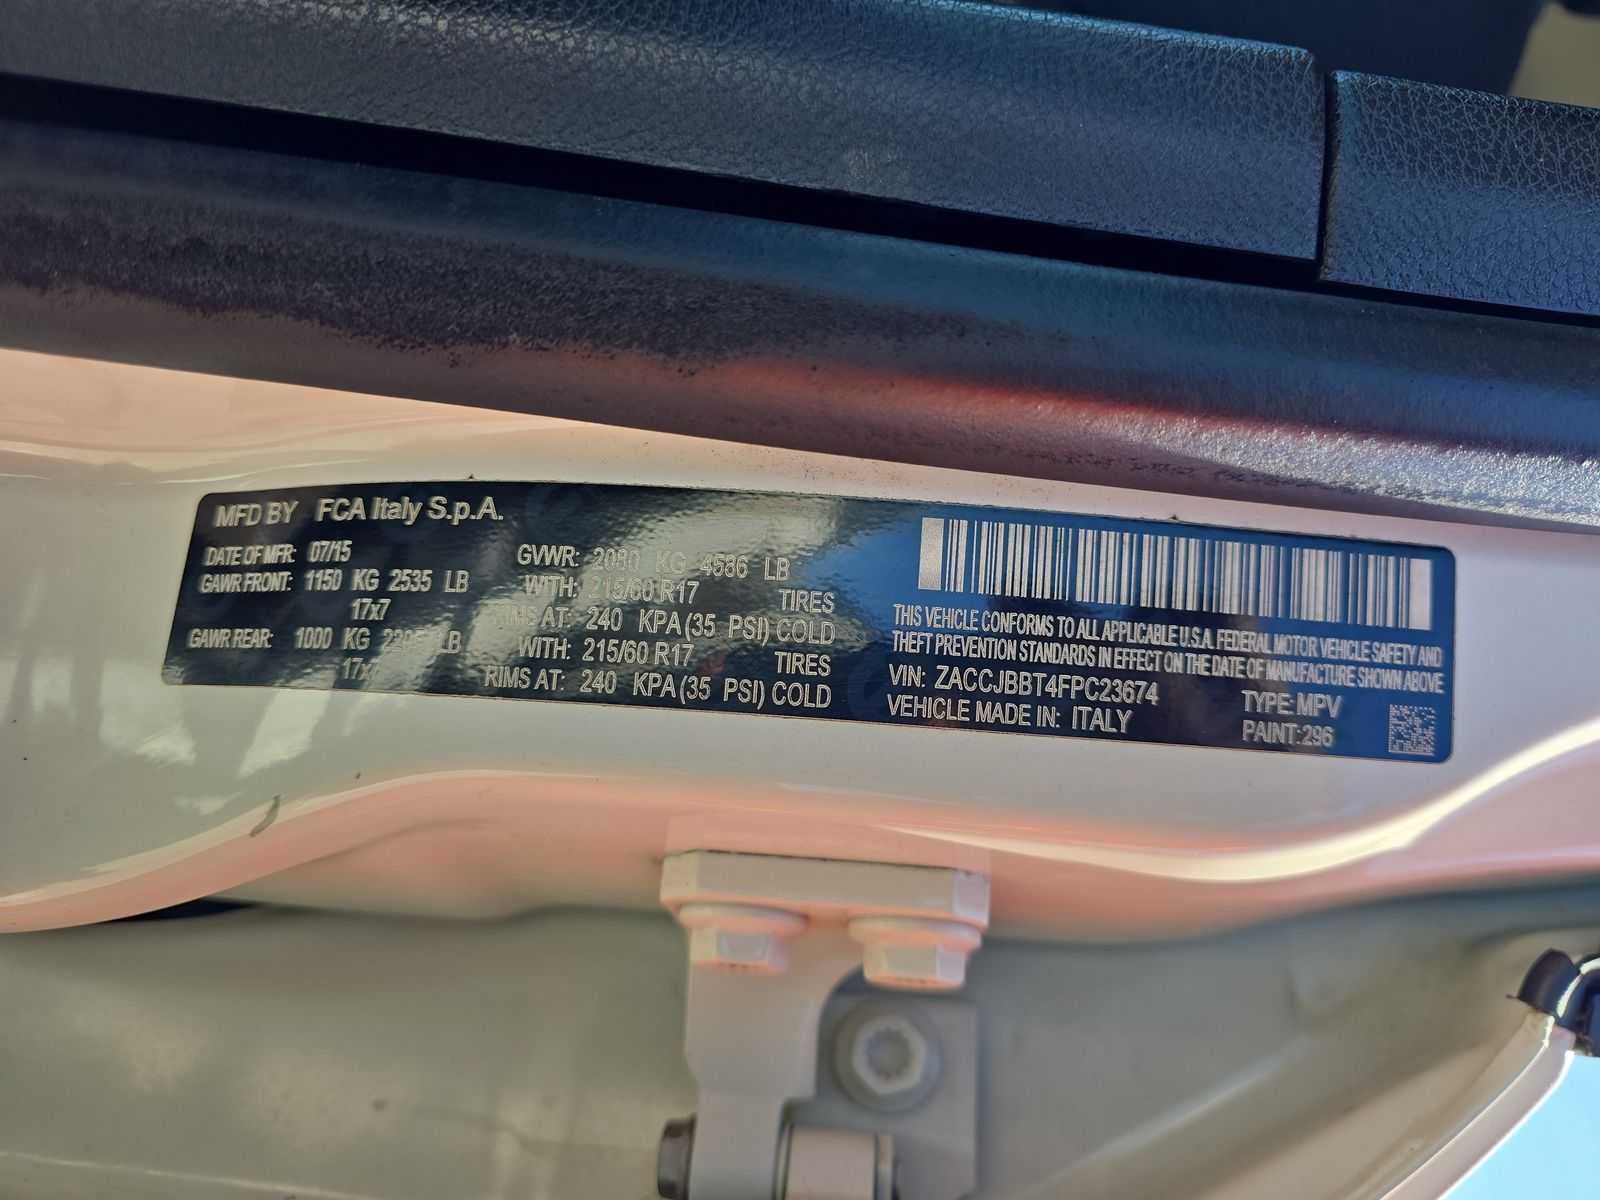 MFD BY FCA Italy S.p.A.
DATE OF MFR: 07/15
GAWR FRONT: 1150 KG 2535 LB
17x7
GAWR REAR: 1000 KG LB
17x7
GVWR: 2080 KG 4586 LB
WITH: 215/60 R17 TIRES
RIMS AT: 240 KPA (35 PSI) COLD
WITH: 215/60 R17 TIRES
RIMS AT: 240 KPA (35 PSI) COLD
THIS VEHICLE CONFORMS TO ALL APPLICABLE U.S.A. FEDERAL MOTOR VEHICLE SAFETY AND
THEFT PREVENTION STANDARDS IN EFFECT ON THE DATE OF MANUFACTURE SHOWN ABOVE
VIN: ZACCJBBT4FPC23674 TYPE: MPV
VEHICLE MADE IN: ITALY PAINT: 296